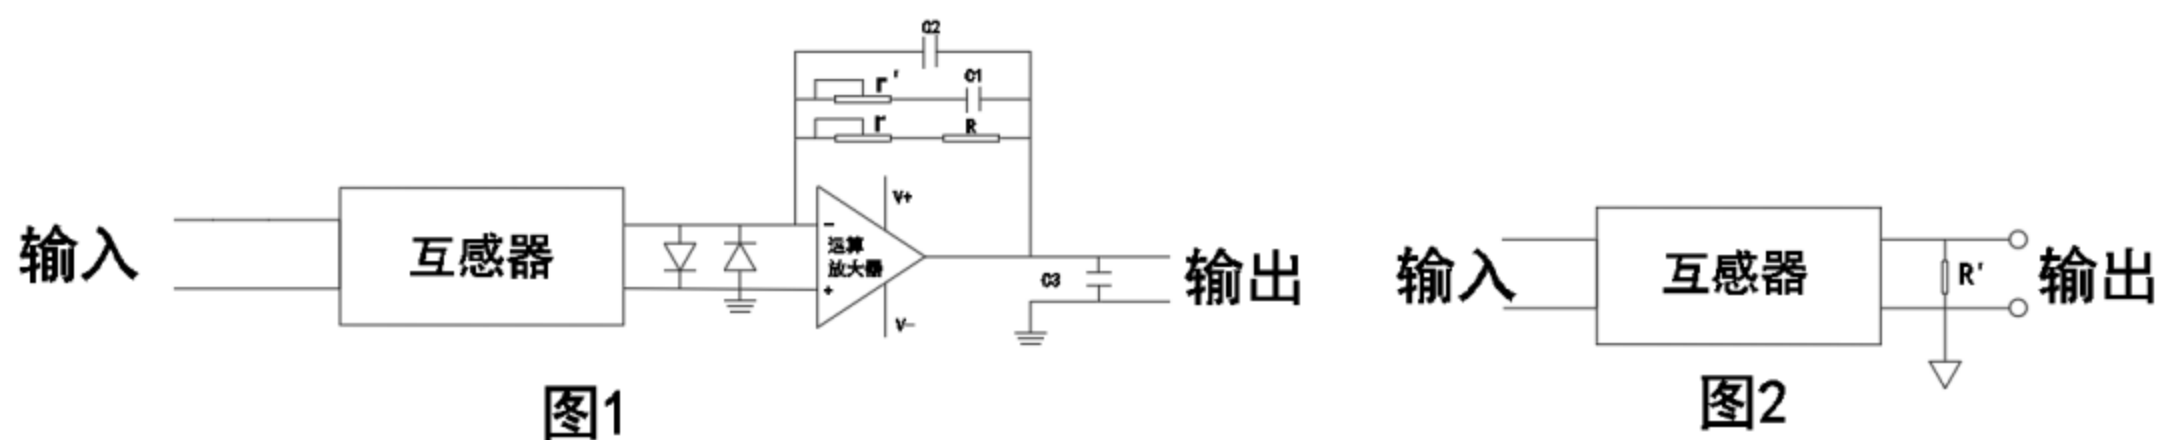 C2
r'
C1
r
R
V+
-
运算
放大器
+
V-
输入
互感器
C3
输出
图1
输入
互感器
R'
输出
图2